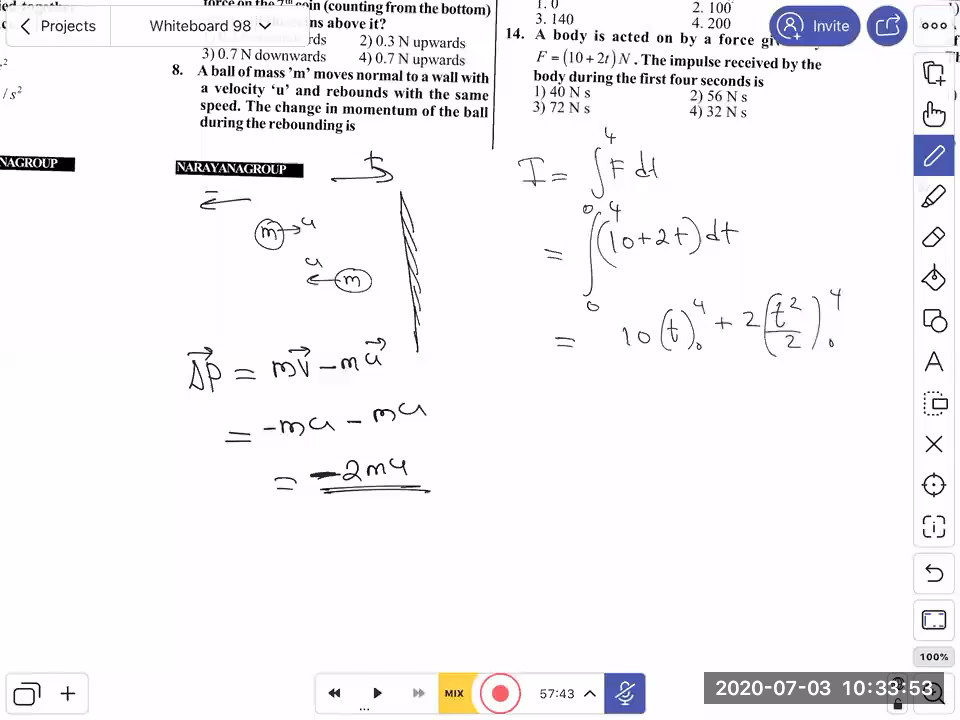 Projects
Whiteboard 98
Invite
force on the 7th coin (counting from the bottom)
2) 0.3 N upwards
3) 0.7 N downwards 4) 0.7 N upwards
8. A ball of mass 'm' moves normal to a wall with
a velocity 'u' and rebounds with the same
speed. The change in momentum of the ball
during the rebounding is
NAGROUP
NARAYANAGROUP
/ s²
1. 0 2. 100
3. 140 4. 200
14. A body is acted on by a force
F = (10 + 2t) N . The impulse received by the
body during the first four seconds is
1) 40 N s 2) 56 N s
3) 72 N s 4) 32 N s
+
−
m → u
u ← m
ΔP⃗ = mv⃗ − mu⃗
= −mu − mu
= −2mu
I = ∫₀⁴ F dt
= ∫₀⁴ (10+2t) dt
= 10 (t)₀⁴ + 2 (t²/2)₀⁴
100%
MIX
57:43
2020-07-03 10:33:53